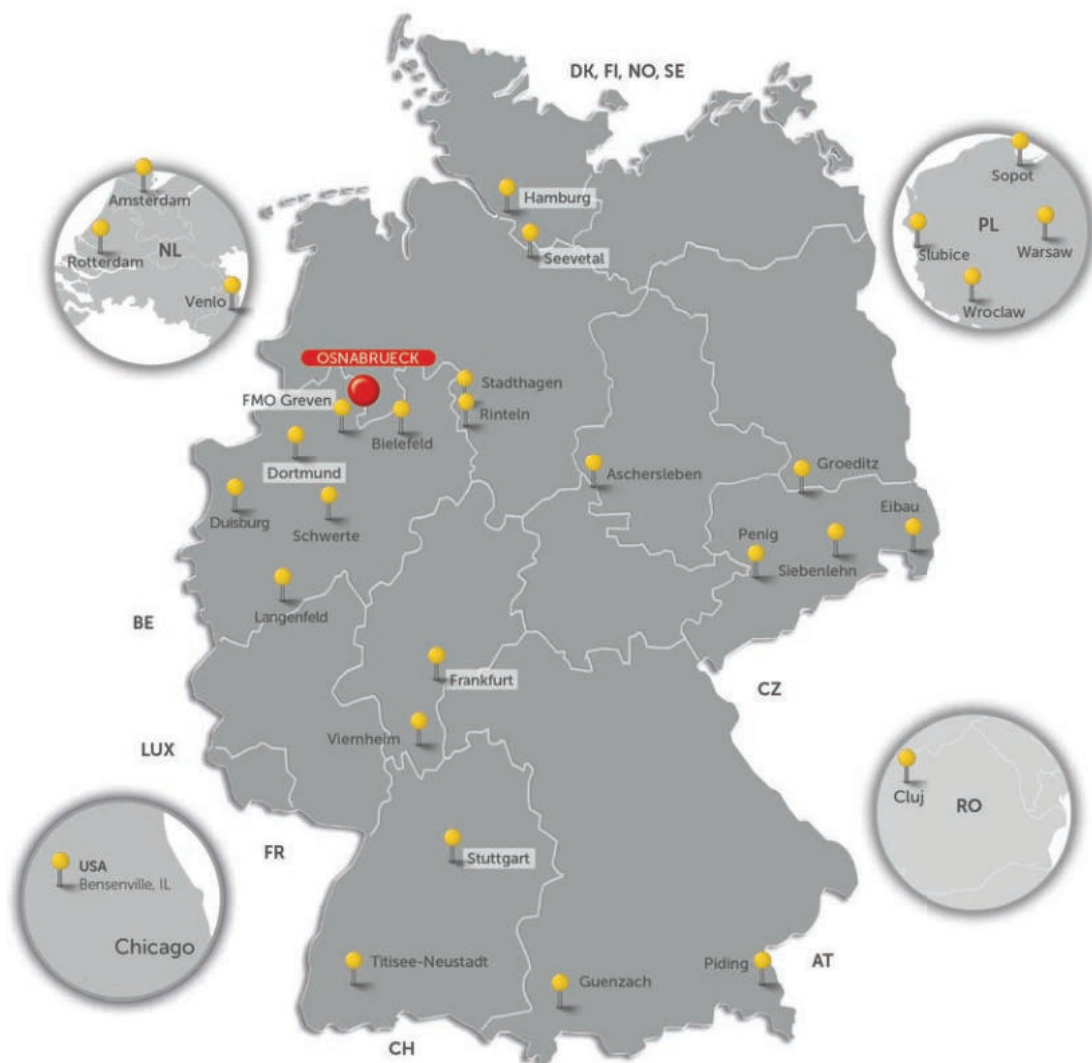 DK, FI, NO, SE
Amsterdam
NL
Rotterdam
Venlo
Hamburg
Seevetal
Sopot
PL
Slubice
Warsaw
Wroclaw
OSNABRUECK
FMO Greven
Stadthagen
Rinteln
Bielefeld
Dortmund
Duisburg
Schwerte
Aschersleben
Groeditz
Eibau
Penig
Siebenlehn
Langenfeld
BE
Frankfurt
CZ
Viernheim
LUX
Cluj
RO
FR
Stuttgart
USA
Bensenville, IL
Chicago
Titisee-Neustadt
Guenzach
Piding
AT
CH